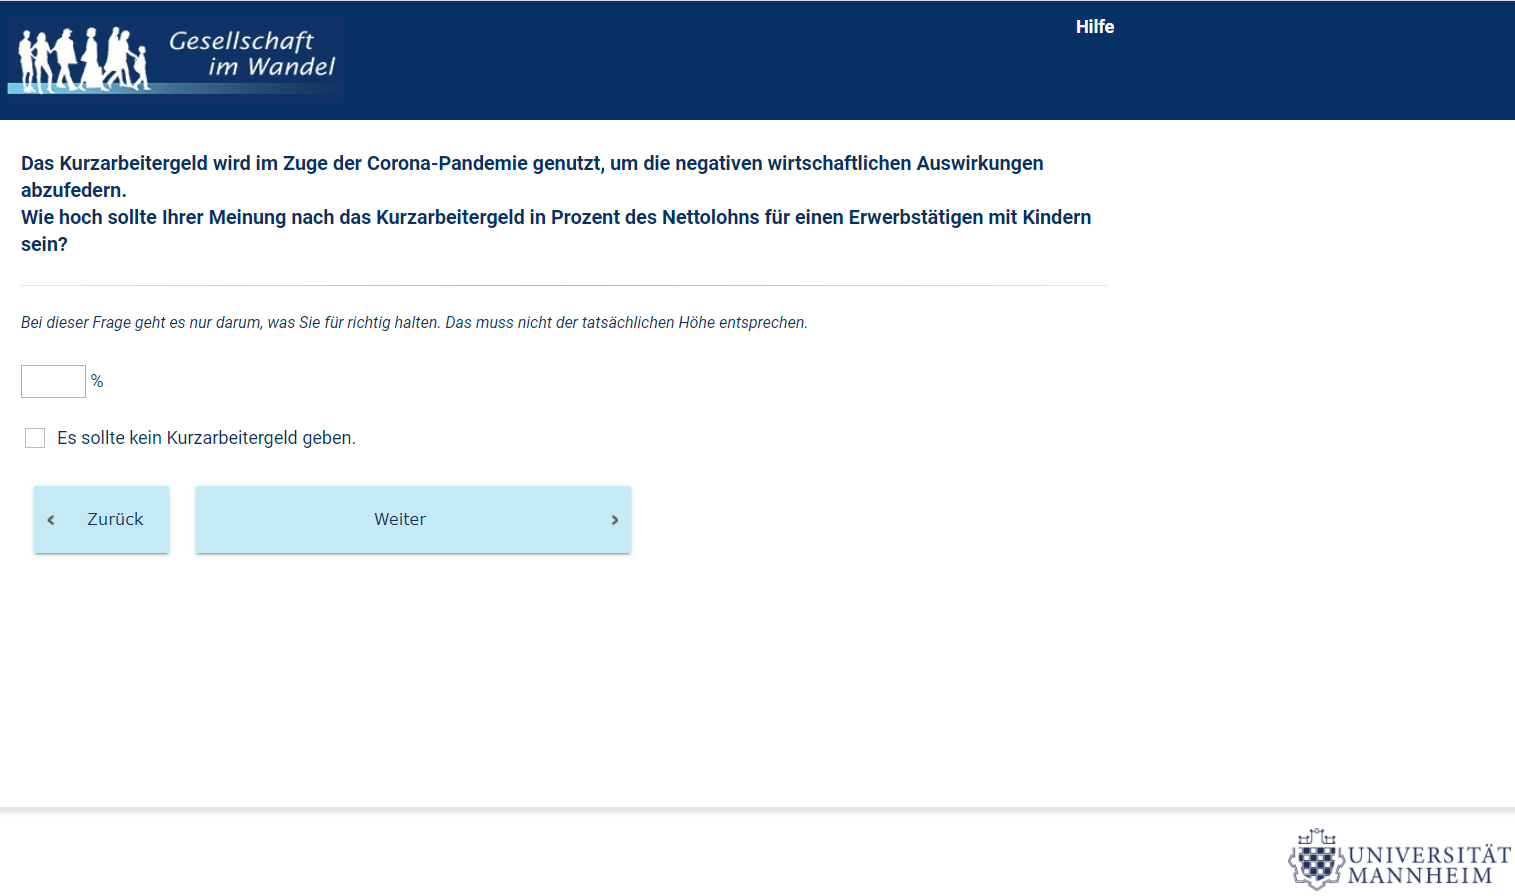 Gesellschaft
im Wandel
Hilfe
Das Kurzarbeitergeld wird im Zuge der Corona-Pandemie genutzt, um die negativen wirtschaftlichen Auswirkungen
abzufedern.
Wie hoch sollte Ihrer Meinung nach das Kurzarbeitergeld in Prozent des Nettolohns für einen Erwerbstätigen mit Kindern
sein?
Bei dieser Frage geht es nur darum, was Sie für richtig halten. Das muss nicht der tatsächlichen Höhe entsprechen.
%
Es sollte kein Kurzarbeitergeld geben.
Zurück
Weiter
UNIVERSITÄT
MANNHEIM